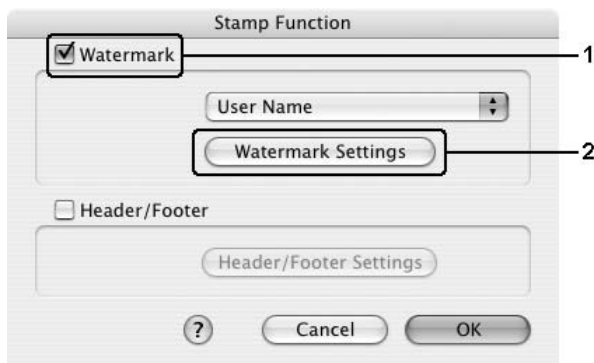 Stamp Function
Watermark
1
User Name
Watermark Settings
2
Header/Footer
Header/Footer Settings
?
Cancel
OK